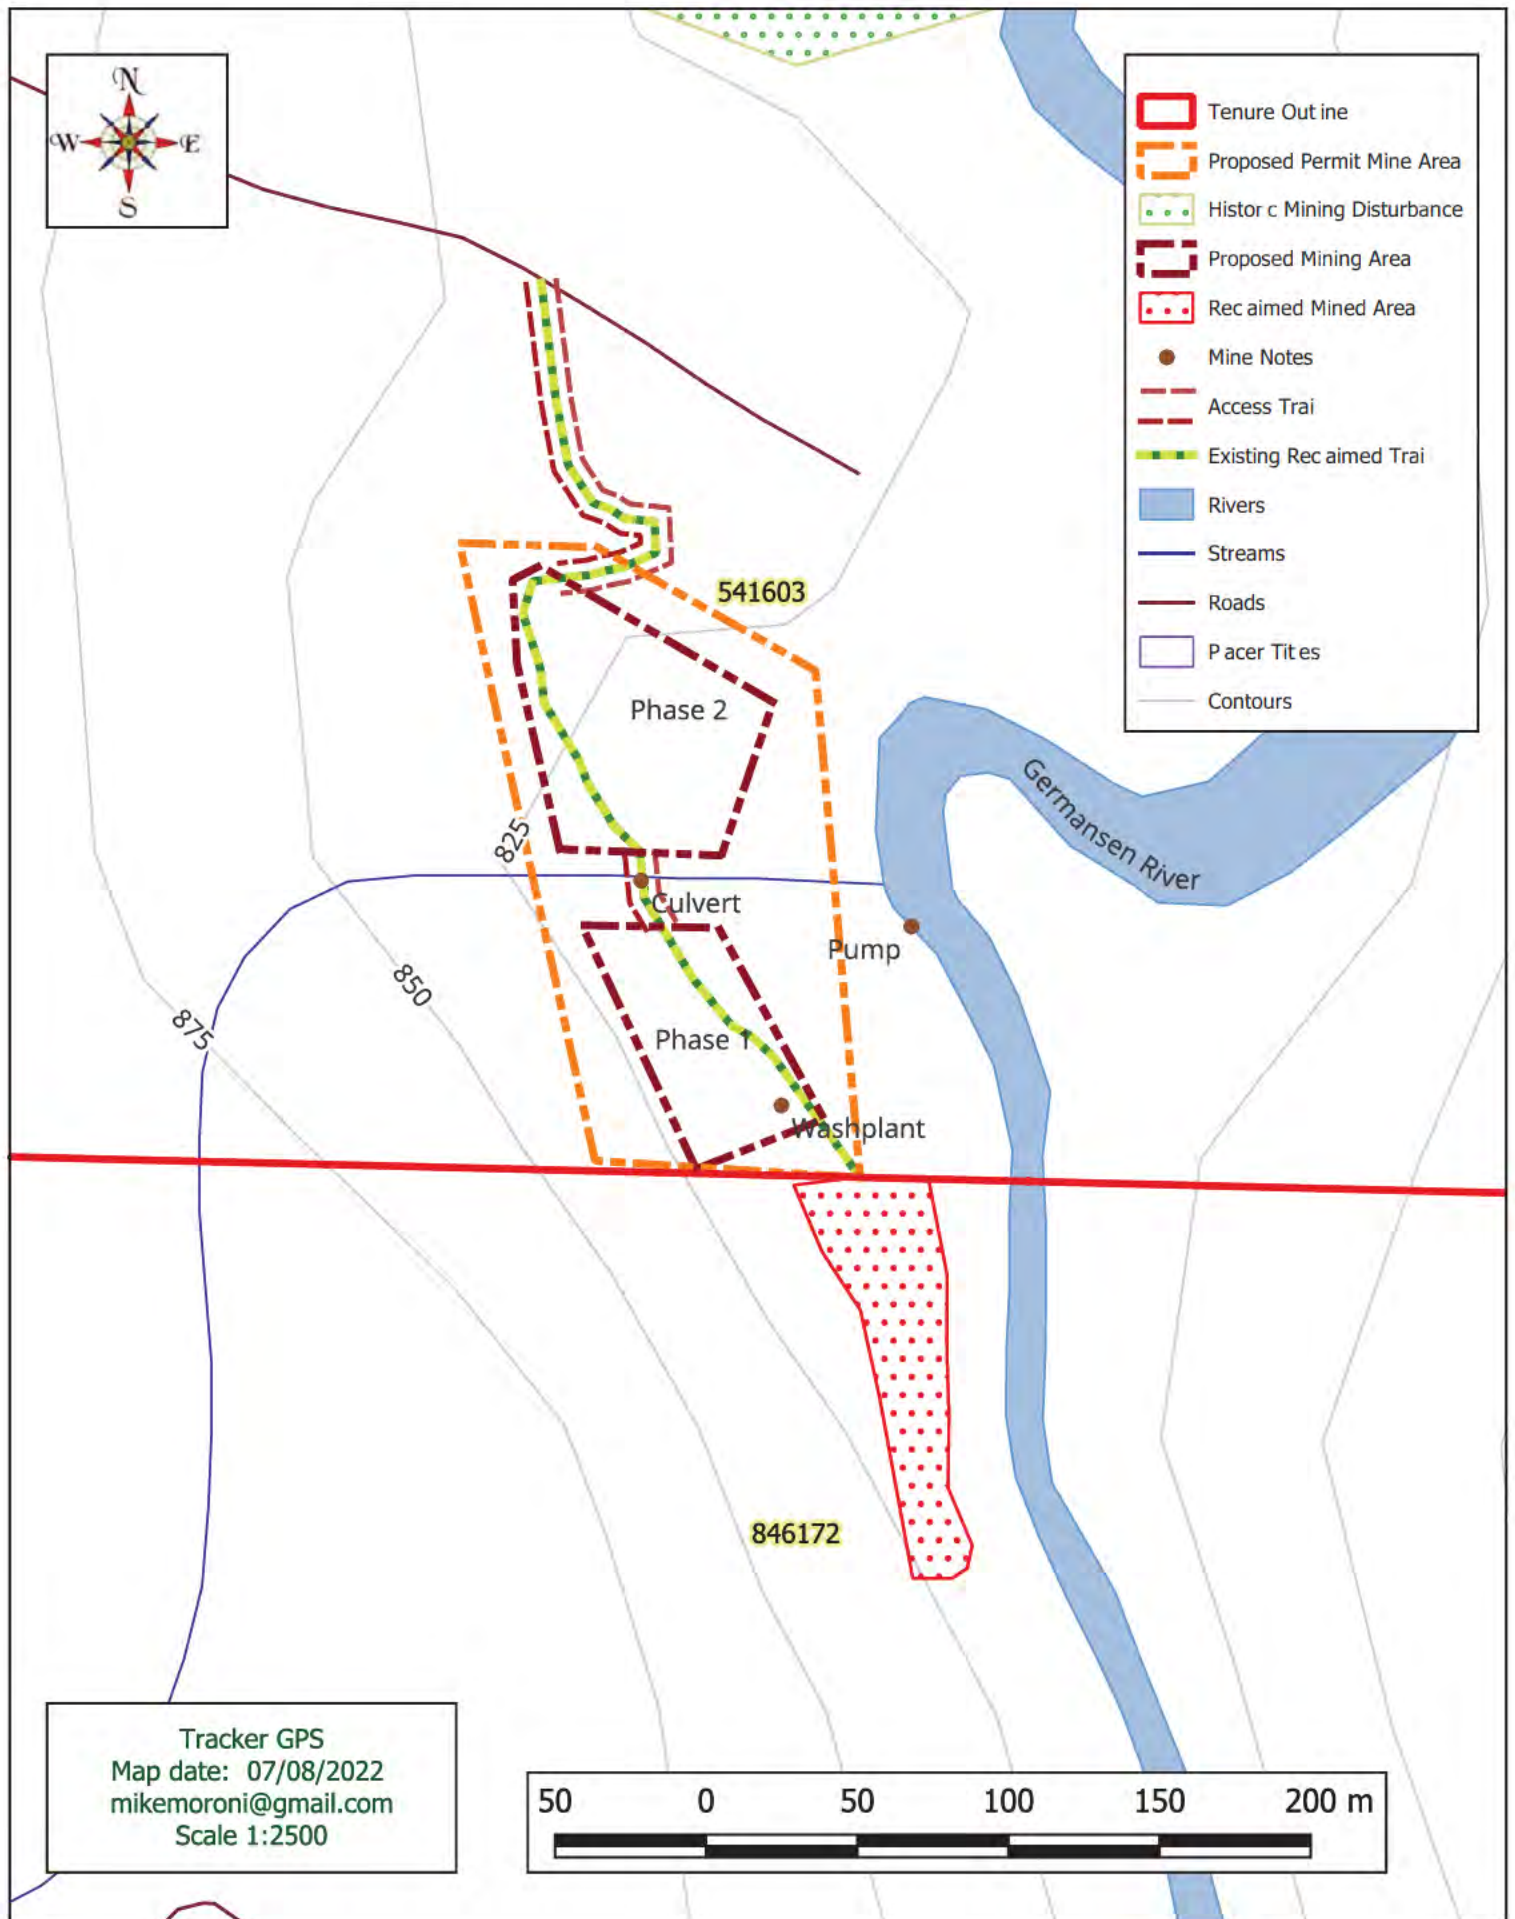 N
W E
S
Tenure Out ine
Proposed Permit Mine Area
Histor c Mining Disturbance
Proposed Mining Area
Rec aimed Mined Area
Mine Notes
Access Trai
Existing Rec aimed Trai
Rivers
Streams
Roads
P acer Tit es
Contours
541603
Phase 2
Germansen River
825
Culvert
Pump
850
875
Phase 1
Washplant
846172
Tracker GPS
Map date: 07/08/2022
mikemoroni@gmail.com
Scale 1:2500
50 0 50 100 150 200 m